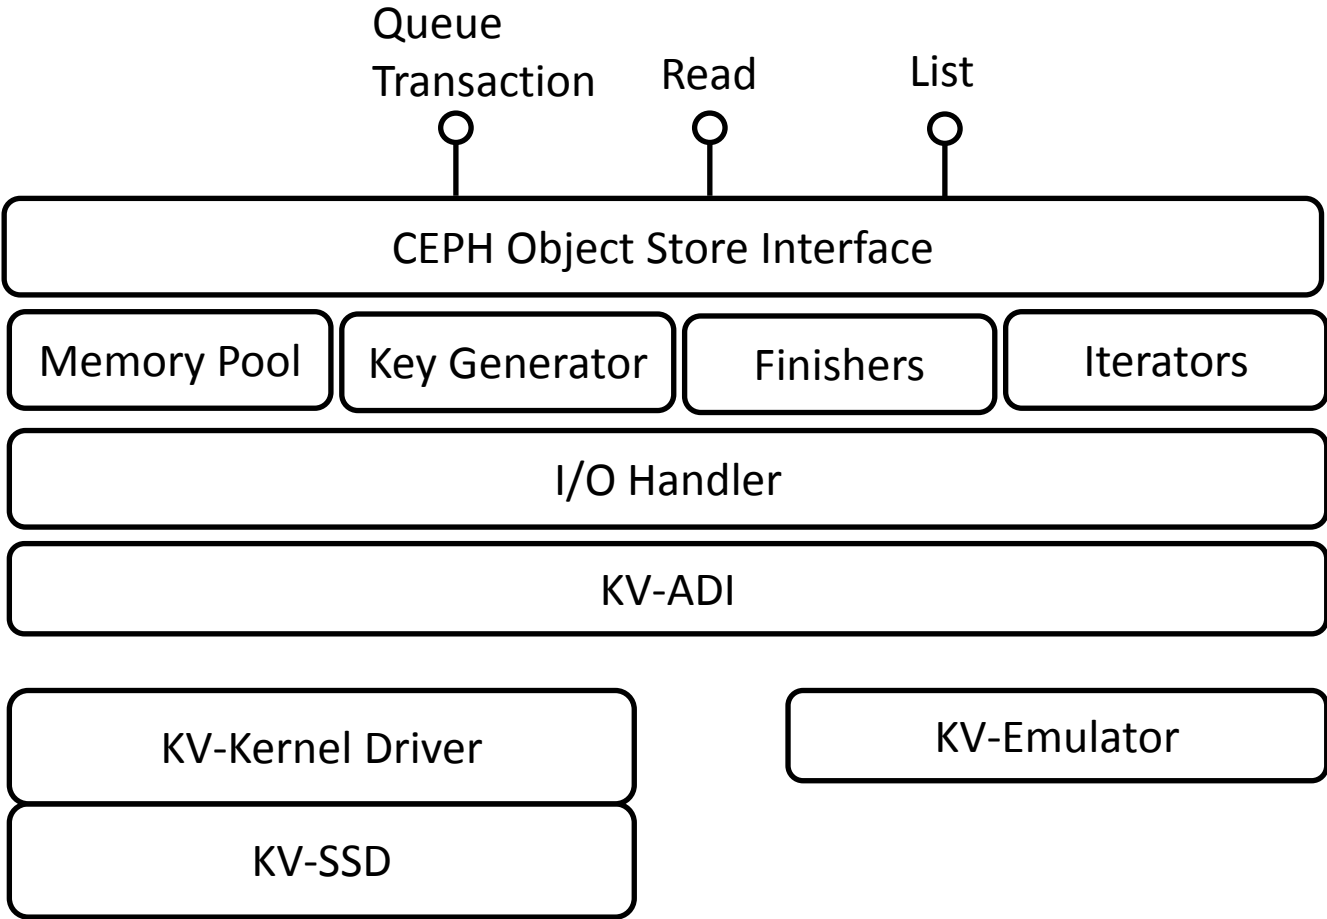 Queue
Transaction
Read
List
CEPH Object Store Interface
Memory Pool
Key Generator
Finishers
Iterators
I/O Handler
KV-ADI
KV-Kernel Driver
KV-Emulator
KV-SSD